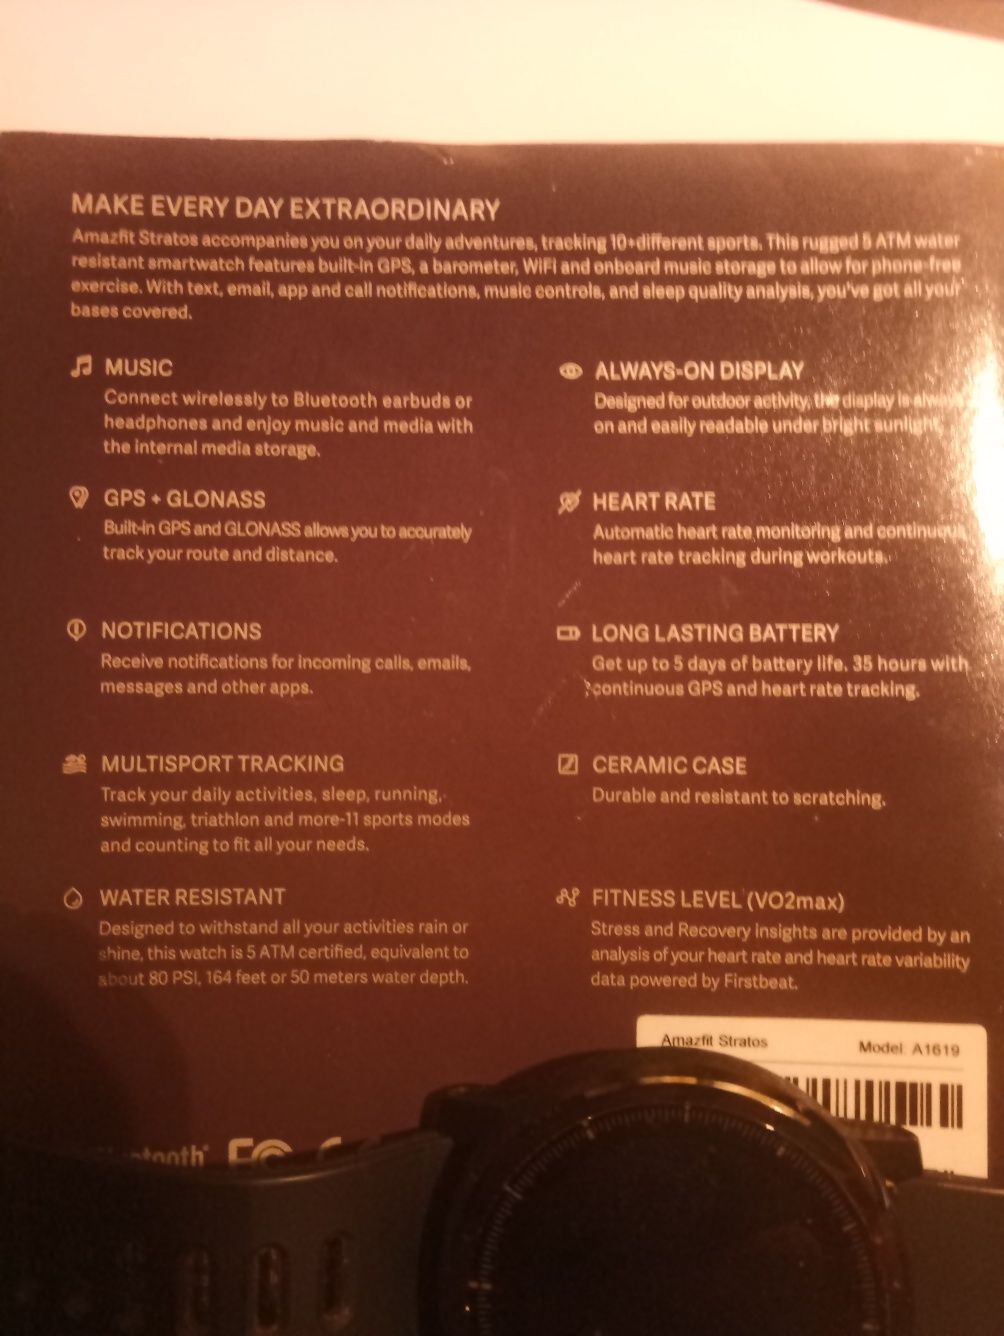 MAKE EVERY DAY EXTRAORDINARY
Amazfit Stratos accompanies you on your daily adventures, tracking 10+different sports. This rugged 5 ATM water
resistant smartwatch features built-in GPS, a barometer, WiFi and onboard music storage to allow for phone-free
exercise. With text, email, app and call notifications, music controls, and sleep quality analysis, you've got all your
bases covered.
MUSIC
Connect wirelessly to Bluetooth earbuds or
headphones and enjoy music and media with
the internal media storage.
GPS + GLONASS
Built-in GPS and GLONASS allows you to accurately
track your route and distance.
NOTIFICATIONS
Receive notifications for incoming calls, emails,
messages and other apps.
MULTISPORT TRACKING
Track your daily activities, sleep, running,
swimming, triathlon and more-11 sports modes
and counting to fit all your needs.
WATER RESISTANT
Designed to withstand all your activities rain or
shine, this watch is 5 ATM certified, equivalent to
about 80 PSI, 164 feet or 50 meters water depth.
ALWAYS-ON DISPLAY
Designed for outdoor activity, the display is always
on and easily readable under bright sunlight
HEART RATE
Automatic heart rate monitoring and continuous
heart rate tracking during workouts.
LONG LASTING BATTERY
Get up to 5 days of battery life. 35 hours with
continuous GPS and heart rate tracking.
CERAMIC CASE
Durable and resistant to scratching.
FITNESS LEVEL (VO2max)
Stress and Recovery insights are provided by an
analysis of your heart rate and heart rate variability
data powered by Firstbeat.
Amazfit Stratos Model: A1619